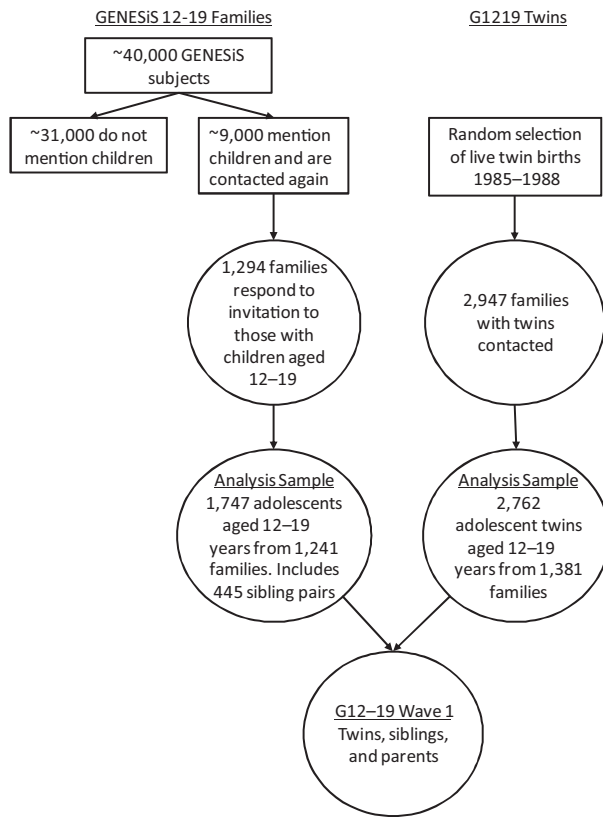 GENESiS 12-19 Families
~40,000 GENESiS
subjects
~31,000 do not
mention children
~9,000 mention
children and are
contacted again
1,294 families
respond to
invitation to
those with
children aged
12–19
Analysis Sample
1,747 adolescents
aged 12–19
years from 1,241
families. Includes
445 sibling pairs
G1219 Twins
Random selection
of live twin births
1985–1988
2,947 families
with twins
contacted
Analysis Sample
2,762
adolescent twins
aged 12–19
years from 1,381
families
G12–19 Wave 1
Twins, siblings,
and parents